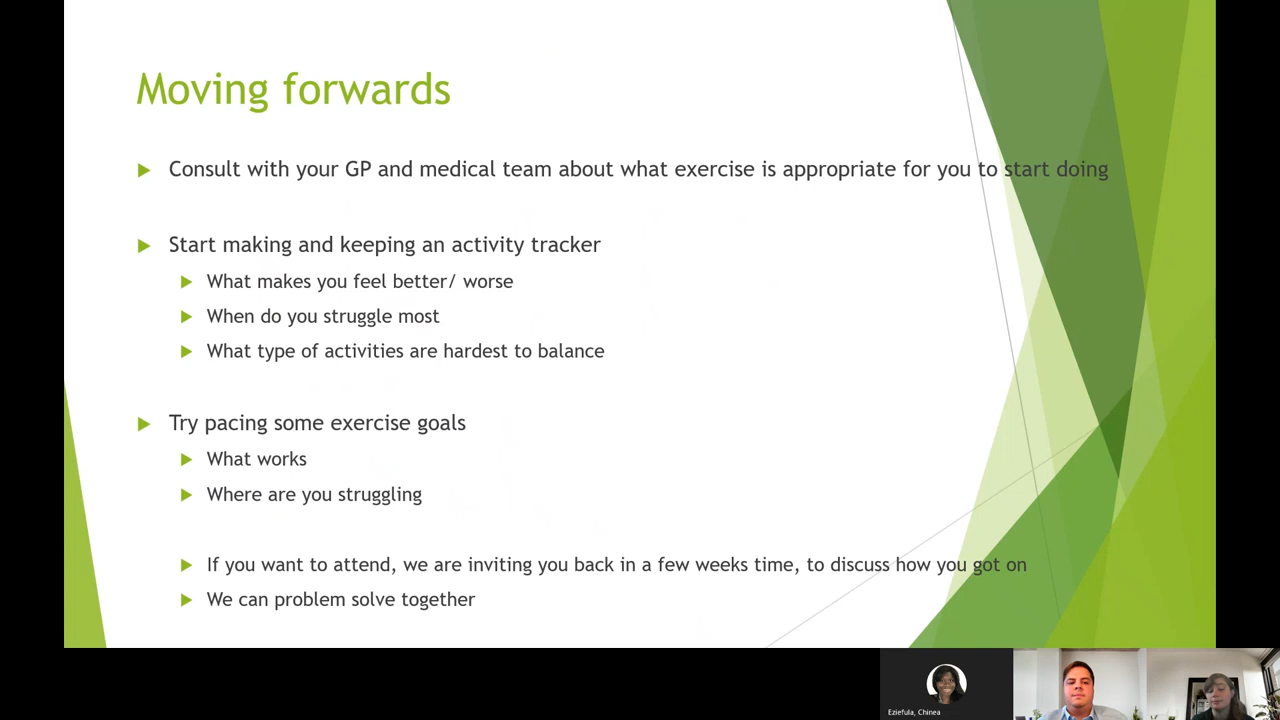 Moving forwards
Consult with your GP and medical team about what exercise is appropriate for you to start doing
Start making and keeping an activity tracker
What makes you feel better/ worse
When do you struggle most
What type of activities are hardest to balance
Try pacing some exercise goals
What works
Where are you struggling
If you want to attend, we are inviting you back in a few weeks time, to discuss how you got on
We can problem solve together
Eziefula, Chinea